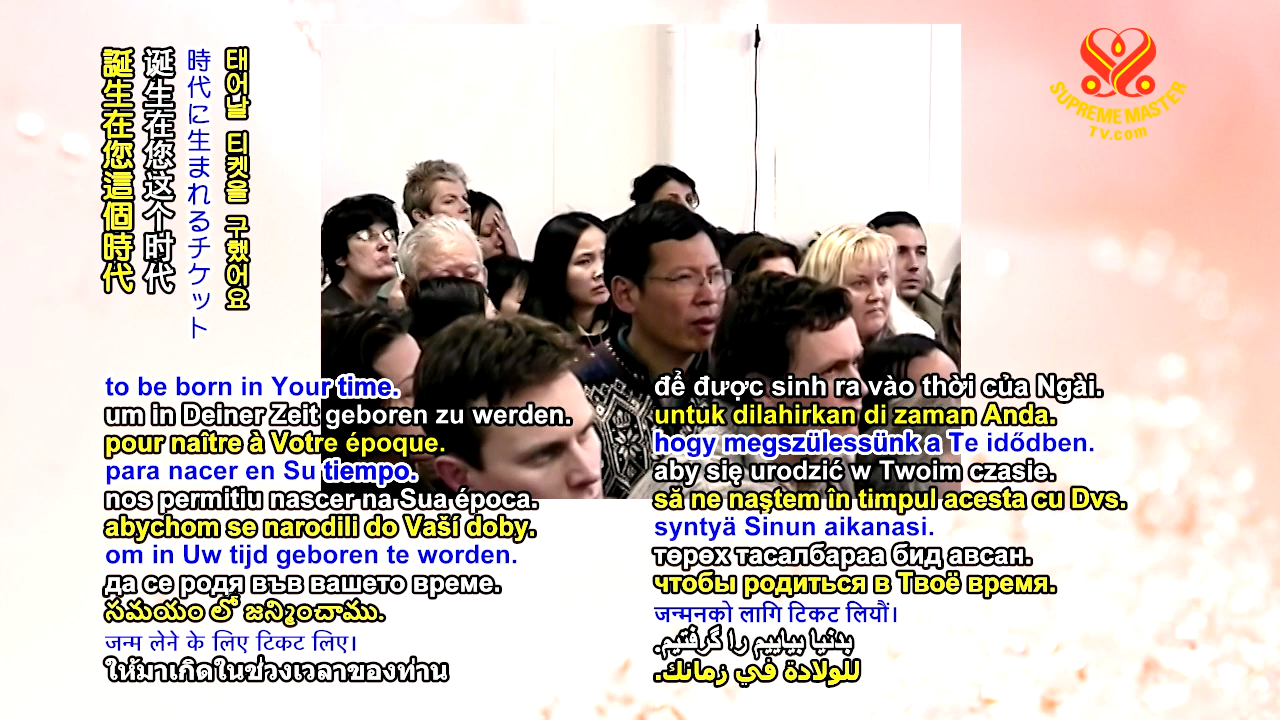 誕生在您這個時代
诞生在您这个时代
時代に生まれるチケット
태어날 티켓을 구했어요
SUPREME MASTER
TV.com
to be born in Your time.
um in Deiner Zeit geboren zu werden.
pour naître à Votre époque.
para nacer en Su tiempo.
nos permitiu nascer na Sua época.
abychom se narodili do Vaší doby.
om in Uw tijd geboren te worden.
да се родя във вашето време.
సమయం లో జన్మించాము.
जन्म लेने के लिए टिकट लिए।
ให้มาเกิดในช่วงเวลาของท่าน
để được sinh ra vào thời của Ngài.
untuk dilahirkan di zaman Anda.
hogy megszülessünk a Te idődben.
aby się urodzić w Twoim czasie.
să ne naştem în timpul acesta cu Dvs.
syntyä Sinun aikanasi.
төрөх тасалбараа бид авсан.
чтобы родиться в Твоё время.
जन्मनको लागि टिकट लियौं।
بدنیا بیاییم را گرفتیم.
للولادة في زمانك.